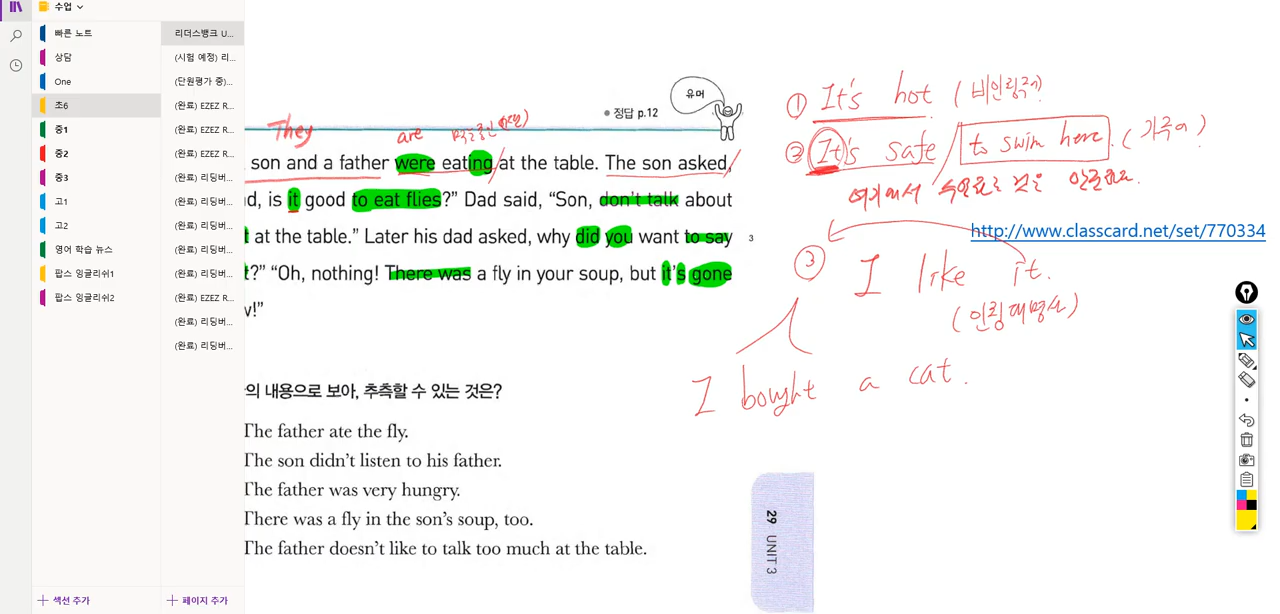 수업
빠른 노트
상담
One
초6
중1
중2
중3
고1
고2
영어 학습 뉴스
팝스 잉글리쉬1
팝스 잉글리쉬2
섹션 추가
리더스뱅크 U...
(시험 예정) 리...
(단원평가 중)...
(완료) EZEZ R...
(완료) EZEZ R...
(완료) EZEZ R...
(완료) 리딩버...
(완료) 리딩버...
(완료) 리딩버...
(완료) 리딩버...
(완료) 리딩버...
(완료) EZEZ R...
(완료) 리딩버...
(완료) 리딩버...
페이지 추가
유머
정답 p.12
They are
son and a father were eating at the table. The son asked,
d, is it good to eat flies?” Dad said, “Son, don’t talk about
t at the table.” Later his dad asked, why did you want to say
3
t?” “Oh, nothing! There was a fly in your soup, but it’s gone
w!”
의 내용으로 보아, 추측할 수 있는 것은?
The father ate the fly.
The son didn’t listen to his father.
The father was very hungry.
There was a fly in the son’s soup, too.
The father doesn’t like to talk too much at the table.
29 UNIT 3
① It's hot (비인칭주어)
② It's safe / to swim here. (가주어)
여기에서 수영하는 것은 안전해요.
http://www.classcard.net/set/770334
③ I like it.
(인칭대명사)
I bought a cat.